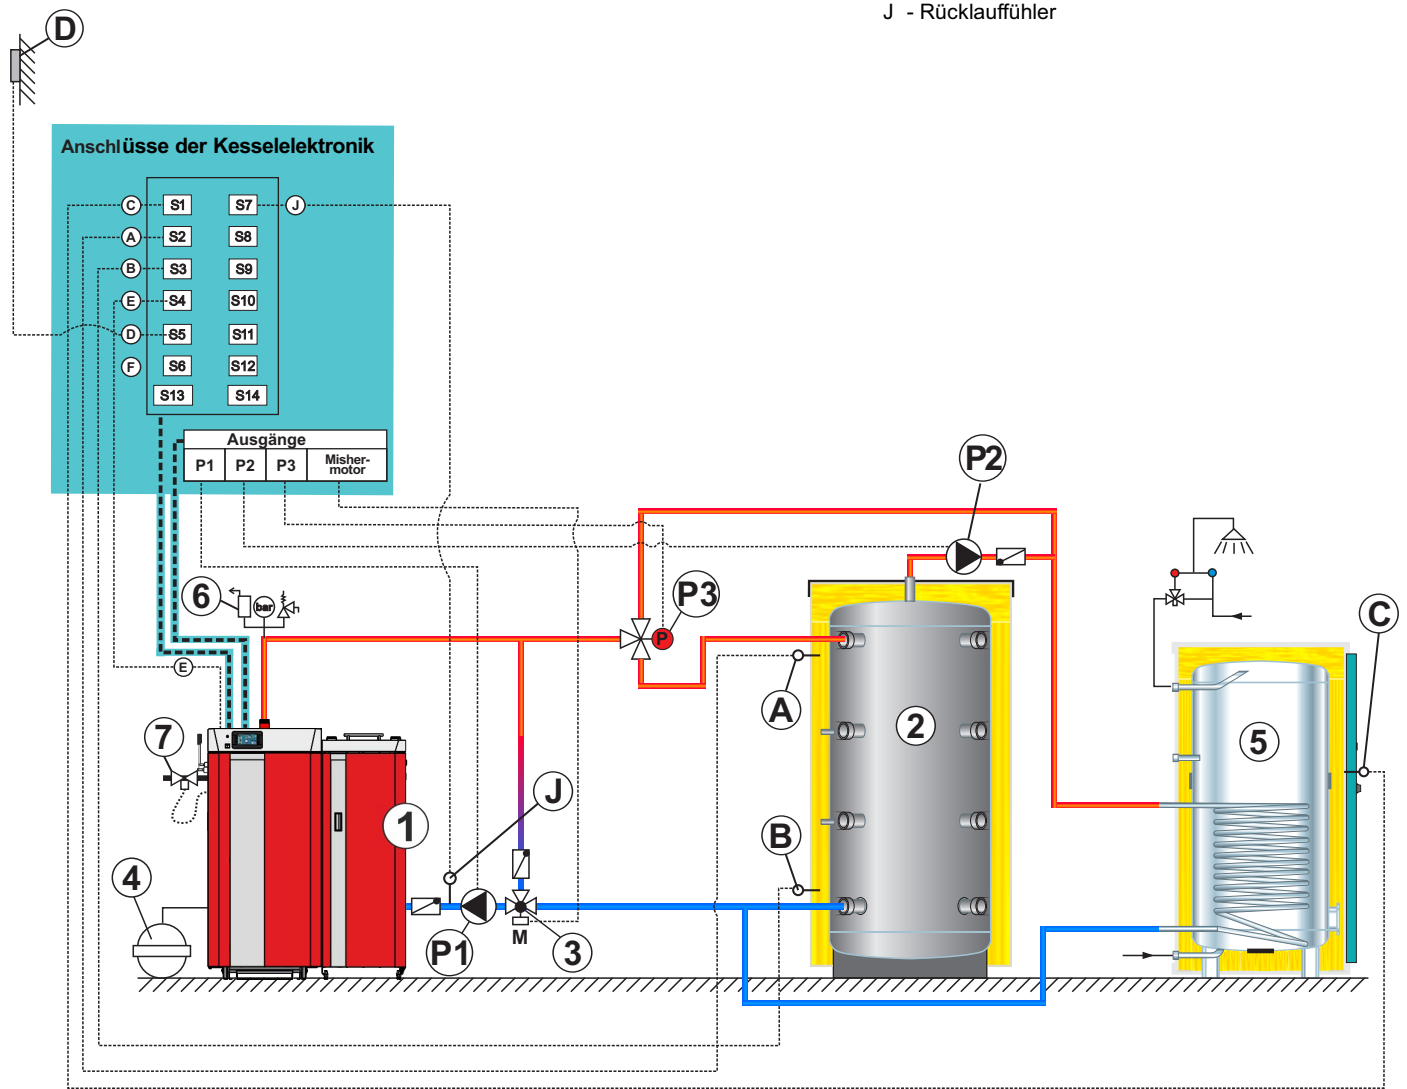 J - Rücklauffühler
D
Anschlüsse der Kesselelektronik
C S1 S7 J
A S2 S8
B S3 S9
E S4 S10
D S5 S11
F S6 S12
S13 S14
Ausgänge
P1 P2 P3 Misher-
motor
P2
6 bar
P3
P
C
E
A
2
5
7
J
1
B
4
P1
M
3